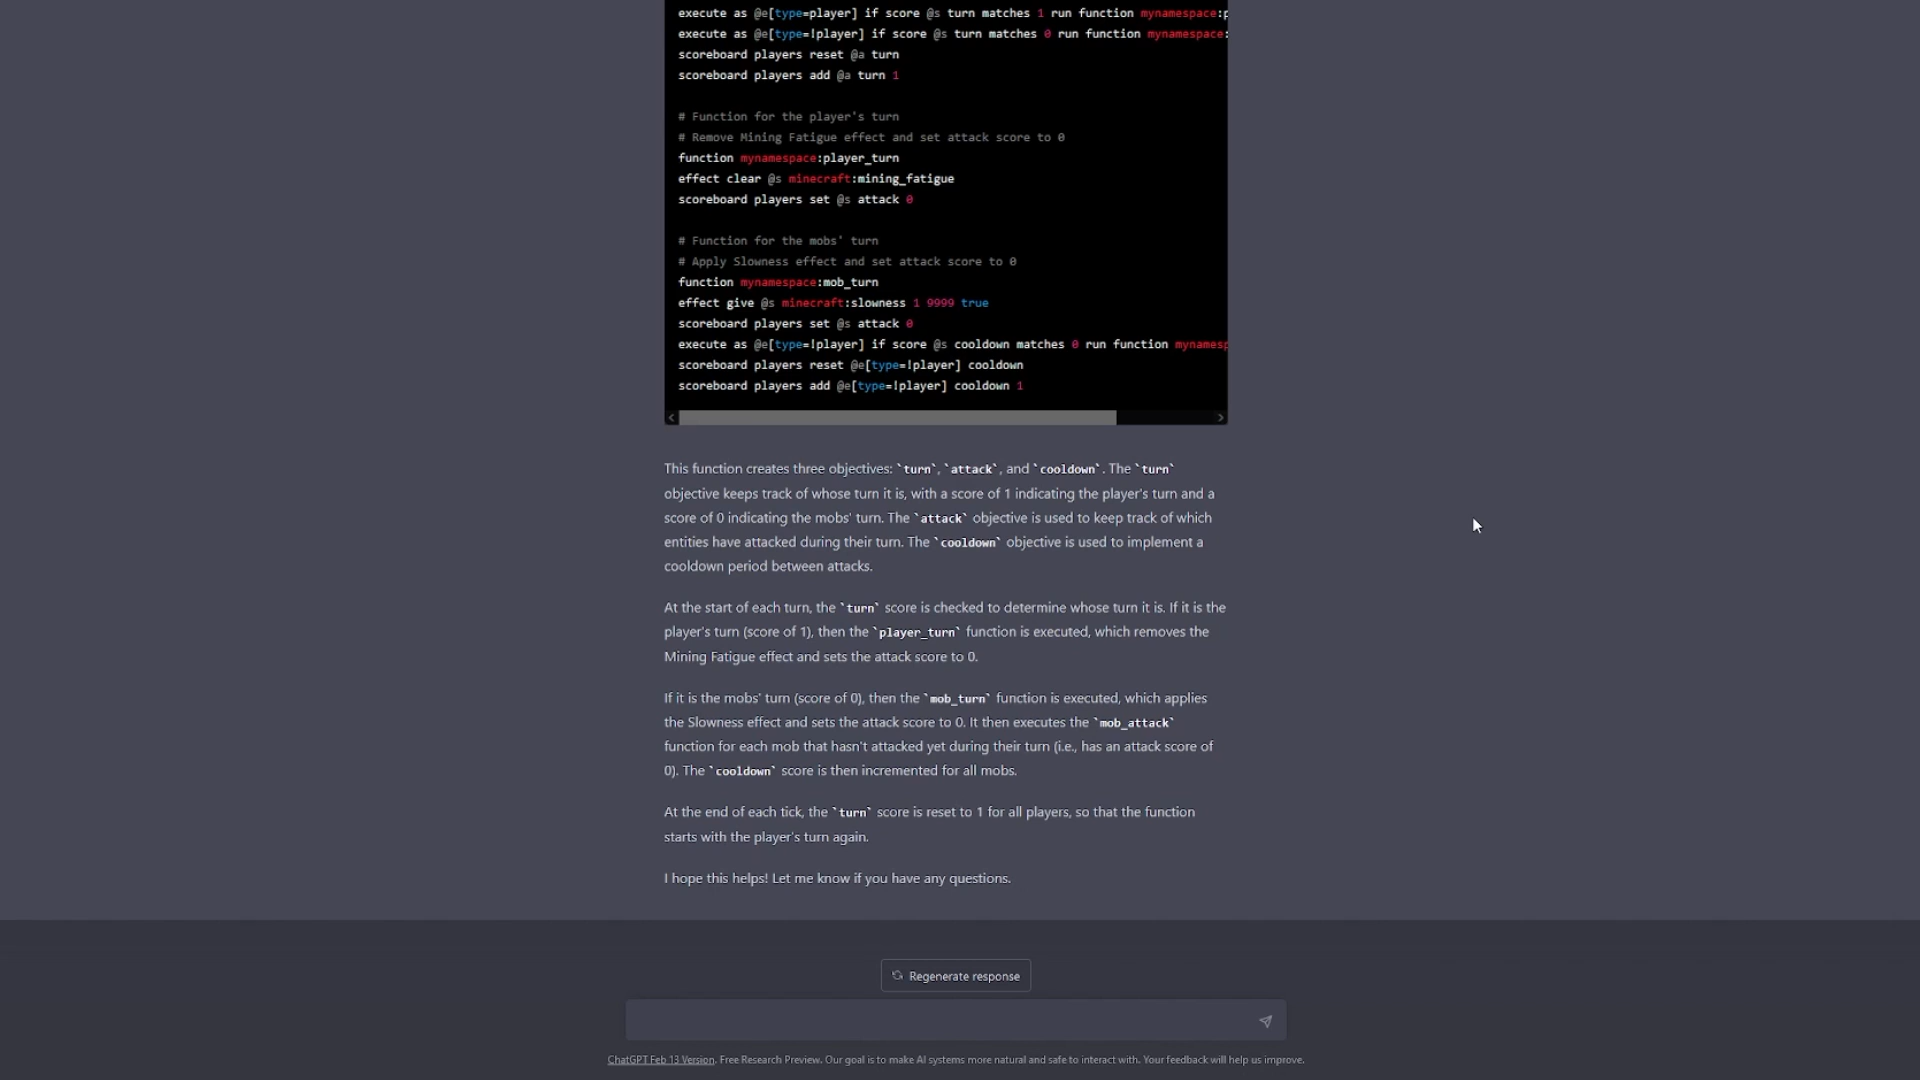 execute as @e[type=player] if score @s turn matches 1 run function mynamespace:p
execute as @e[type=!player] if score @s turn matches 0 run function mynamespace:
scoreboard players reset @a turn
scoreboard players add @a turn 1
# Function for the player's turn
# Remove Mining Fatigue effect and set attack score to 0
function mynamespace:player_turn
effect clear @s minecraft:mining_fatigue
scoreboard players set @s attack 0
# Function for the mobs' turn
# Apply Slowness effect and set attack score to 0
function mynamespace:mob_turn
effect give @s minecraft:slowness 1 9999 true
scoreboard players set @s attack 0
execute as @e[type=!player] if score @s cooldown matches 0 run function mynamesp
scoreboard players reset @e[type=!player] cooldown
scoreboard players add @e[type=!player] cooldown 1
This function creates three objectives: `turn`, `attack`, and `cooldown`. The `turn`
objective keeps track of whose turn it is, with a score of 1 indicating the player's turn and a
score of 0 indicating the mobs' turn. The `attack` objective is used to keep track of which
entities have attacked during their turn. The `cooldown` objective is used to implement a
cooldown period between attacks.
At the start of each turn, the `turn` score is checked to determine whose turn it is. If it is the
player's turn (score of 1), then the `player_turn` function is executed, which removes the
Mining Fatigue effect and sets the attack score to 0.
If it is the mobs' turn (score of 0), then the `mob_turn` function is executed, which applies
the Slowness effect and sets the attack score to 0. It then executes the `mob_attack`
function for each mob that hasn't attacked yet during their turn (i.e., has an attack score of
0). The `cooldown` score is then incremented for all mobs.
At the end of each tick, the `turn` score is reset to 1 for all players, so that the function
starts with the player's turn again.
I hope this helps! Let me know if you have any questions.
Regenerate response
ChatGPT Feb 13 Version. Free Research Preview. Our goal is to make AI systems more natural and safe to interact with. Your feedback will help us improve.